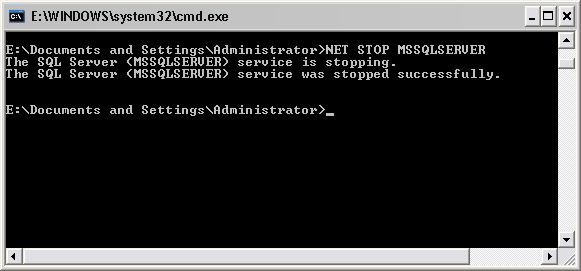 E:\WINDOWS\system32\cmd.exe
E:\Documents and Settings\Administrator>NET STOP MSSQLSERVER
The SQL Server (MSSQLSERVER) service is stopping.
The SQL Server (MSSQLSERVER) service was stopped successfully.
E:\Documents and Settings\Administrator>_